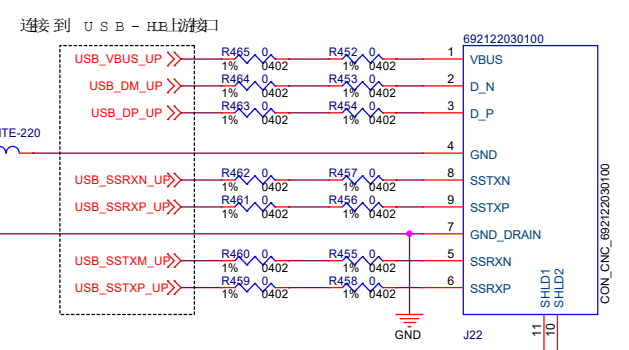 连接到 USB-HUB上游接口
692122030100
USB_VBUS_UP R465 0 1% 0402 R452 0 1% 0402 1 VBUS
USB_DM_UP R464 0 1% 0402 R453 0 1% 0402 2 D_N
USB_DP_UP R463 0 1% 0402 R454 0 1% 0402 3 D_P
ITE-220
4 GND
USB_SSRXN_UP R462 0 1% 0402 R457 0 1% 0402 8 SSTXN
USB_SSRXP_UP R461 0 1% 0402 R456 0 1% 0402 9 SSTXP
7 GND_DRAIN
USB_SSTXM_UP R460 0 1% 0402 R455 0 1% 0402 5 SSRXN
USB_SSTXP_UP R459 0 1% 0402 R458 0 1% 0402 6 SSRXP
CON_CNC_692122030100
SHLD1
SHLD2
GND
J22
11
10